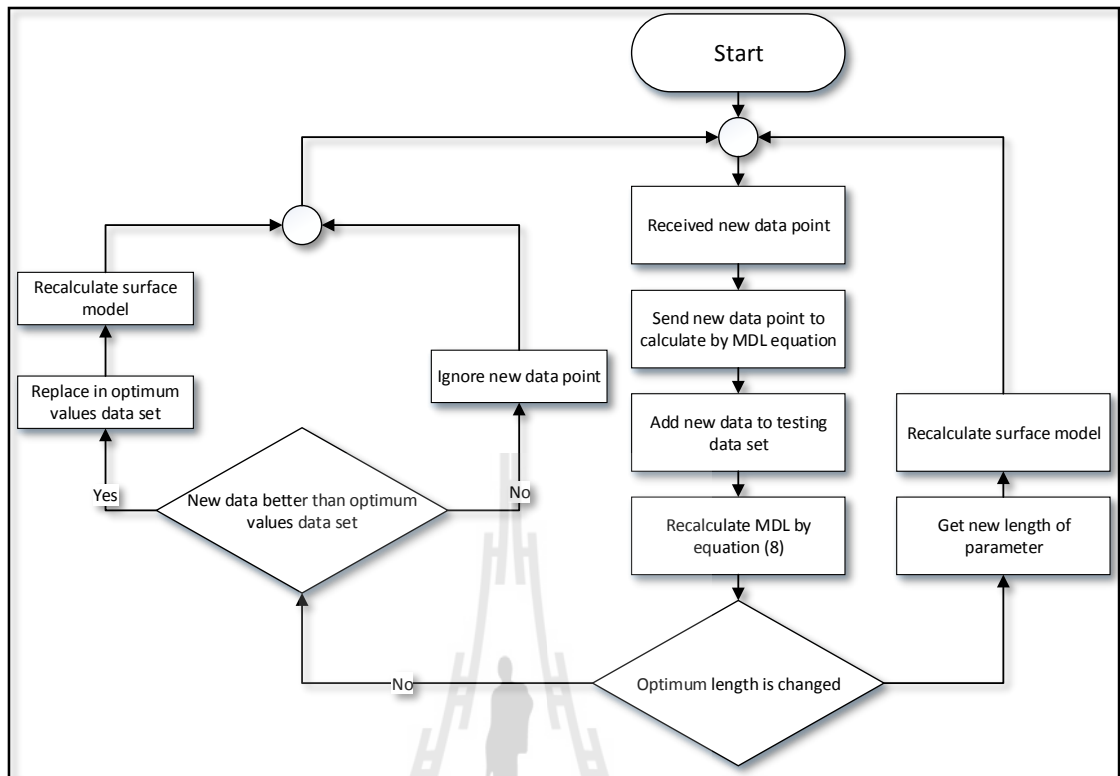 Start
Received new data point
Send new data point to
calculate by MDL equation
Add new data to testing
data set
Recalculate MDL by
equation (8)
Optimum length is changed
No
New data better than optimum
values data set
Yes
Replace in optimum
values data set
Recalculate surface
model
No
Ignore new data point
Get new length of
parameter
Recalculate surface model